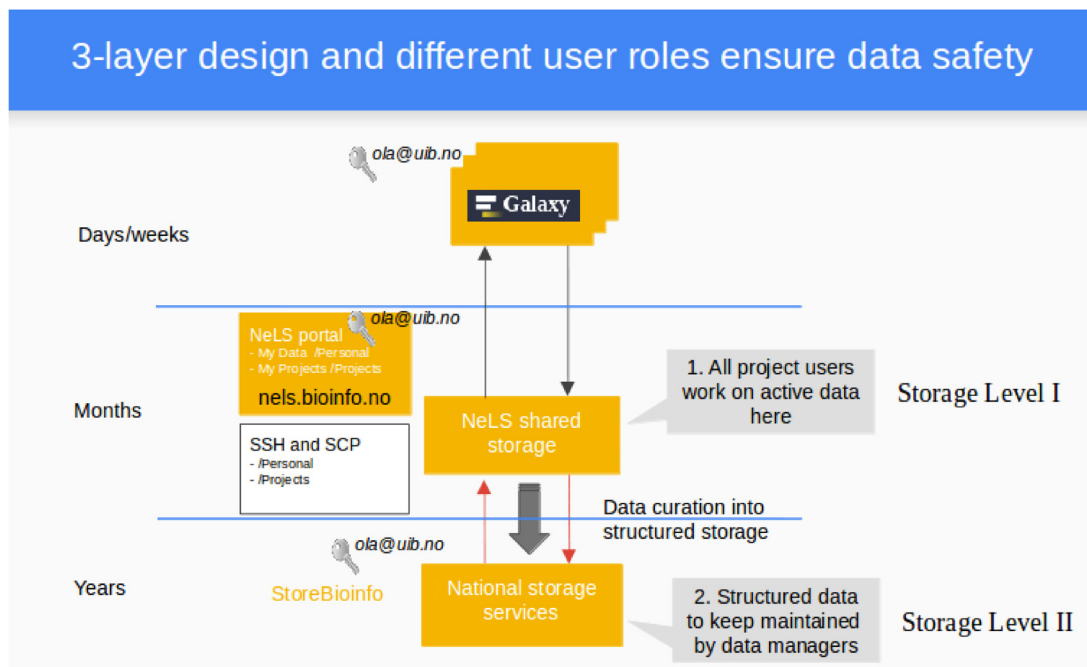 3-layer design and different user roles ensure data safety
ola@uib.no
Galaxy
Days/weeks
ola@uib.no
NeLS portal
- My Data /Personal
- My Projects /Projects
nels.bioinfo.no
Months
SSH and SCP
- /Personal
- /Projects
NeLS shared
storage
1. All project users
work on active data
here
Storage Level I
Data curation into
structured storage
ola@uib.no
Years
StoreBioinfo
National storage
services
2. Structured data
to keep maintained
by data managers
Storage Level II